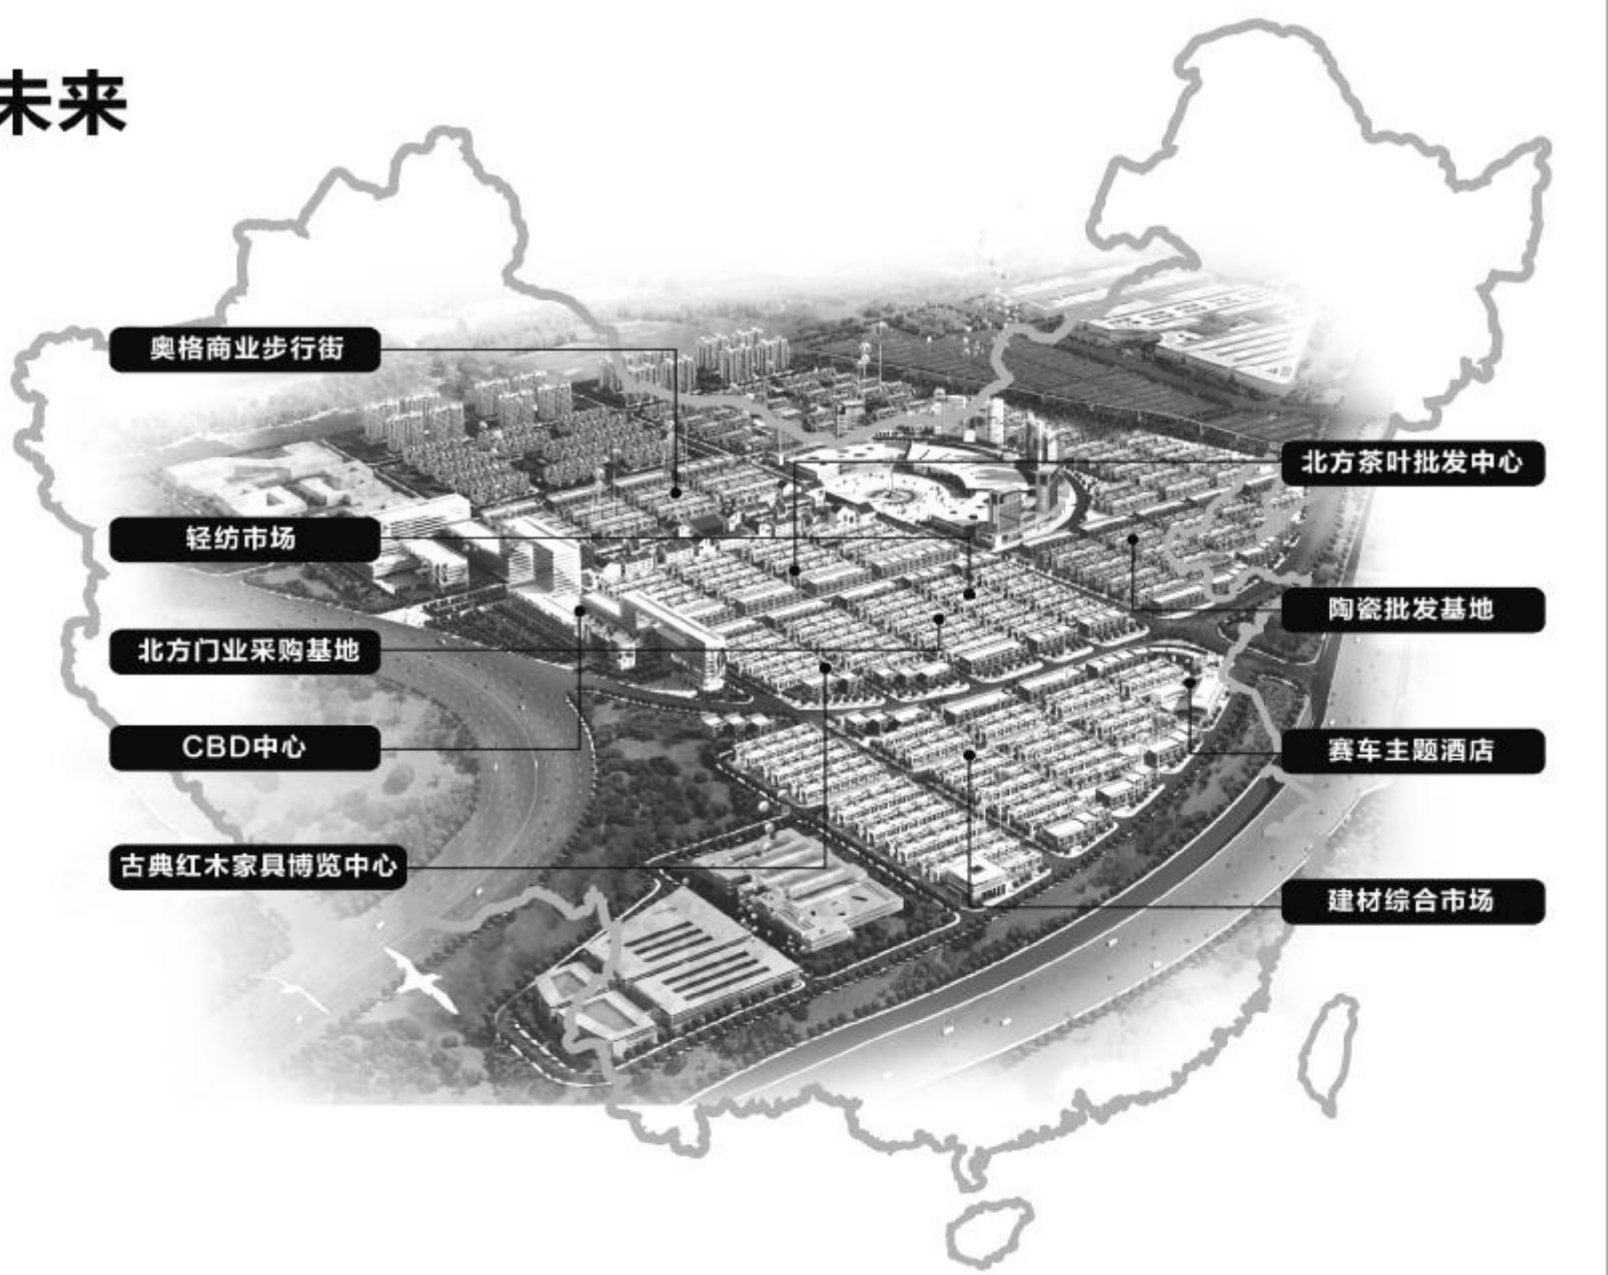 未来
奥格商业步行街
北方茶叶批发中心
轻纺市场
陶瓷批发基地
北方门业采购基地
CBD中心
赛车主题酒店
古典红木家具博览中心
建材综合市场